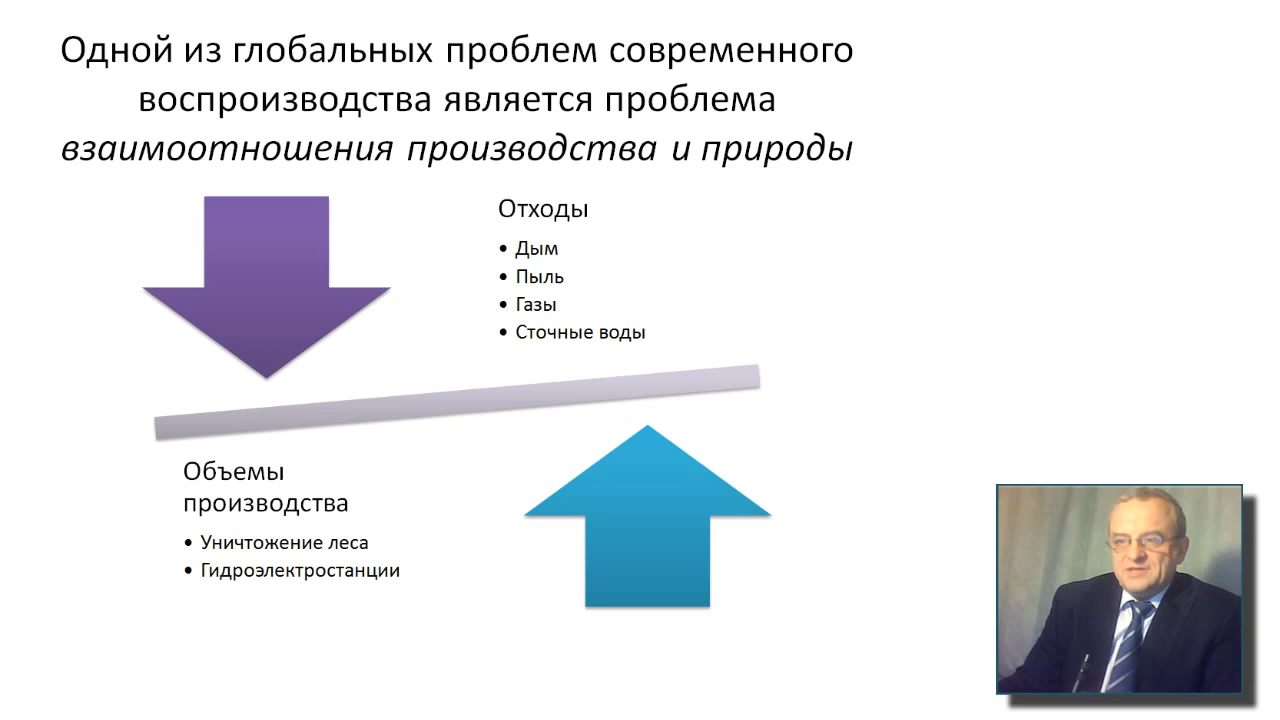 Одной из глобальных проблем современного
воспроизводства является проблема
взаимоотношения производства и природы
Отходы
• Дым
• Пыль
• Газы
• Сточные воды
Объемы
производства
• Уничтожение леса
• Гидроэлектростанции